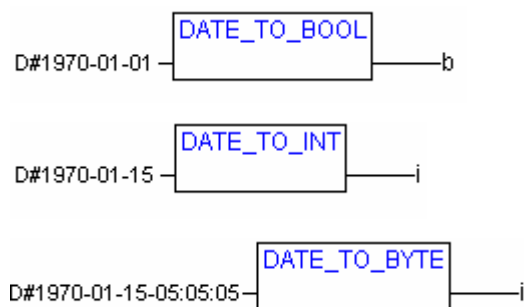 DATE_TO_BOOL
D#1970-01-01 b
DATE_TO_INT
D#1970-01-15 i
DATE_TO_BYTE
D#1970-01-15-05:05:05 i